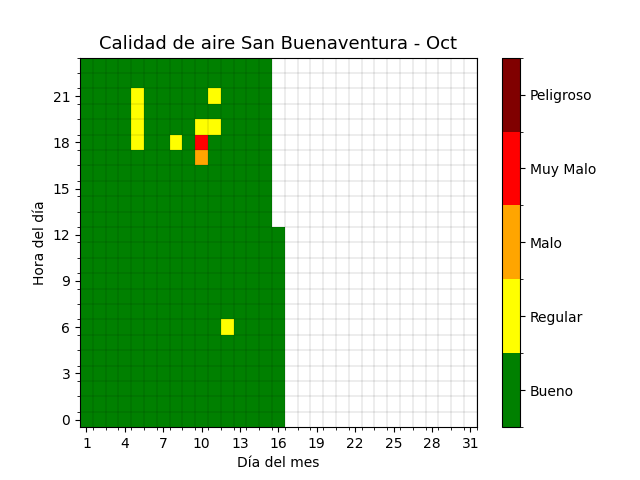 Calidad de aire San Buenaventura - Oct
Hora del día
21
18
15
12
9
6
3
0
1 4 7 10 13 16 19 22 25 28 31
Día del mes
Peligroso
Muy Malo
Malo
Regular
Bueno